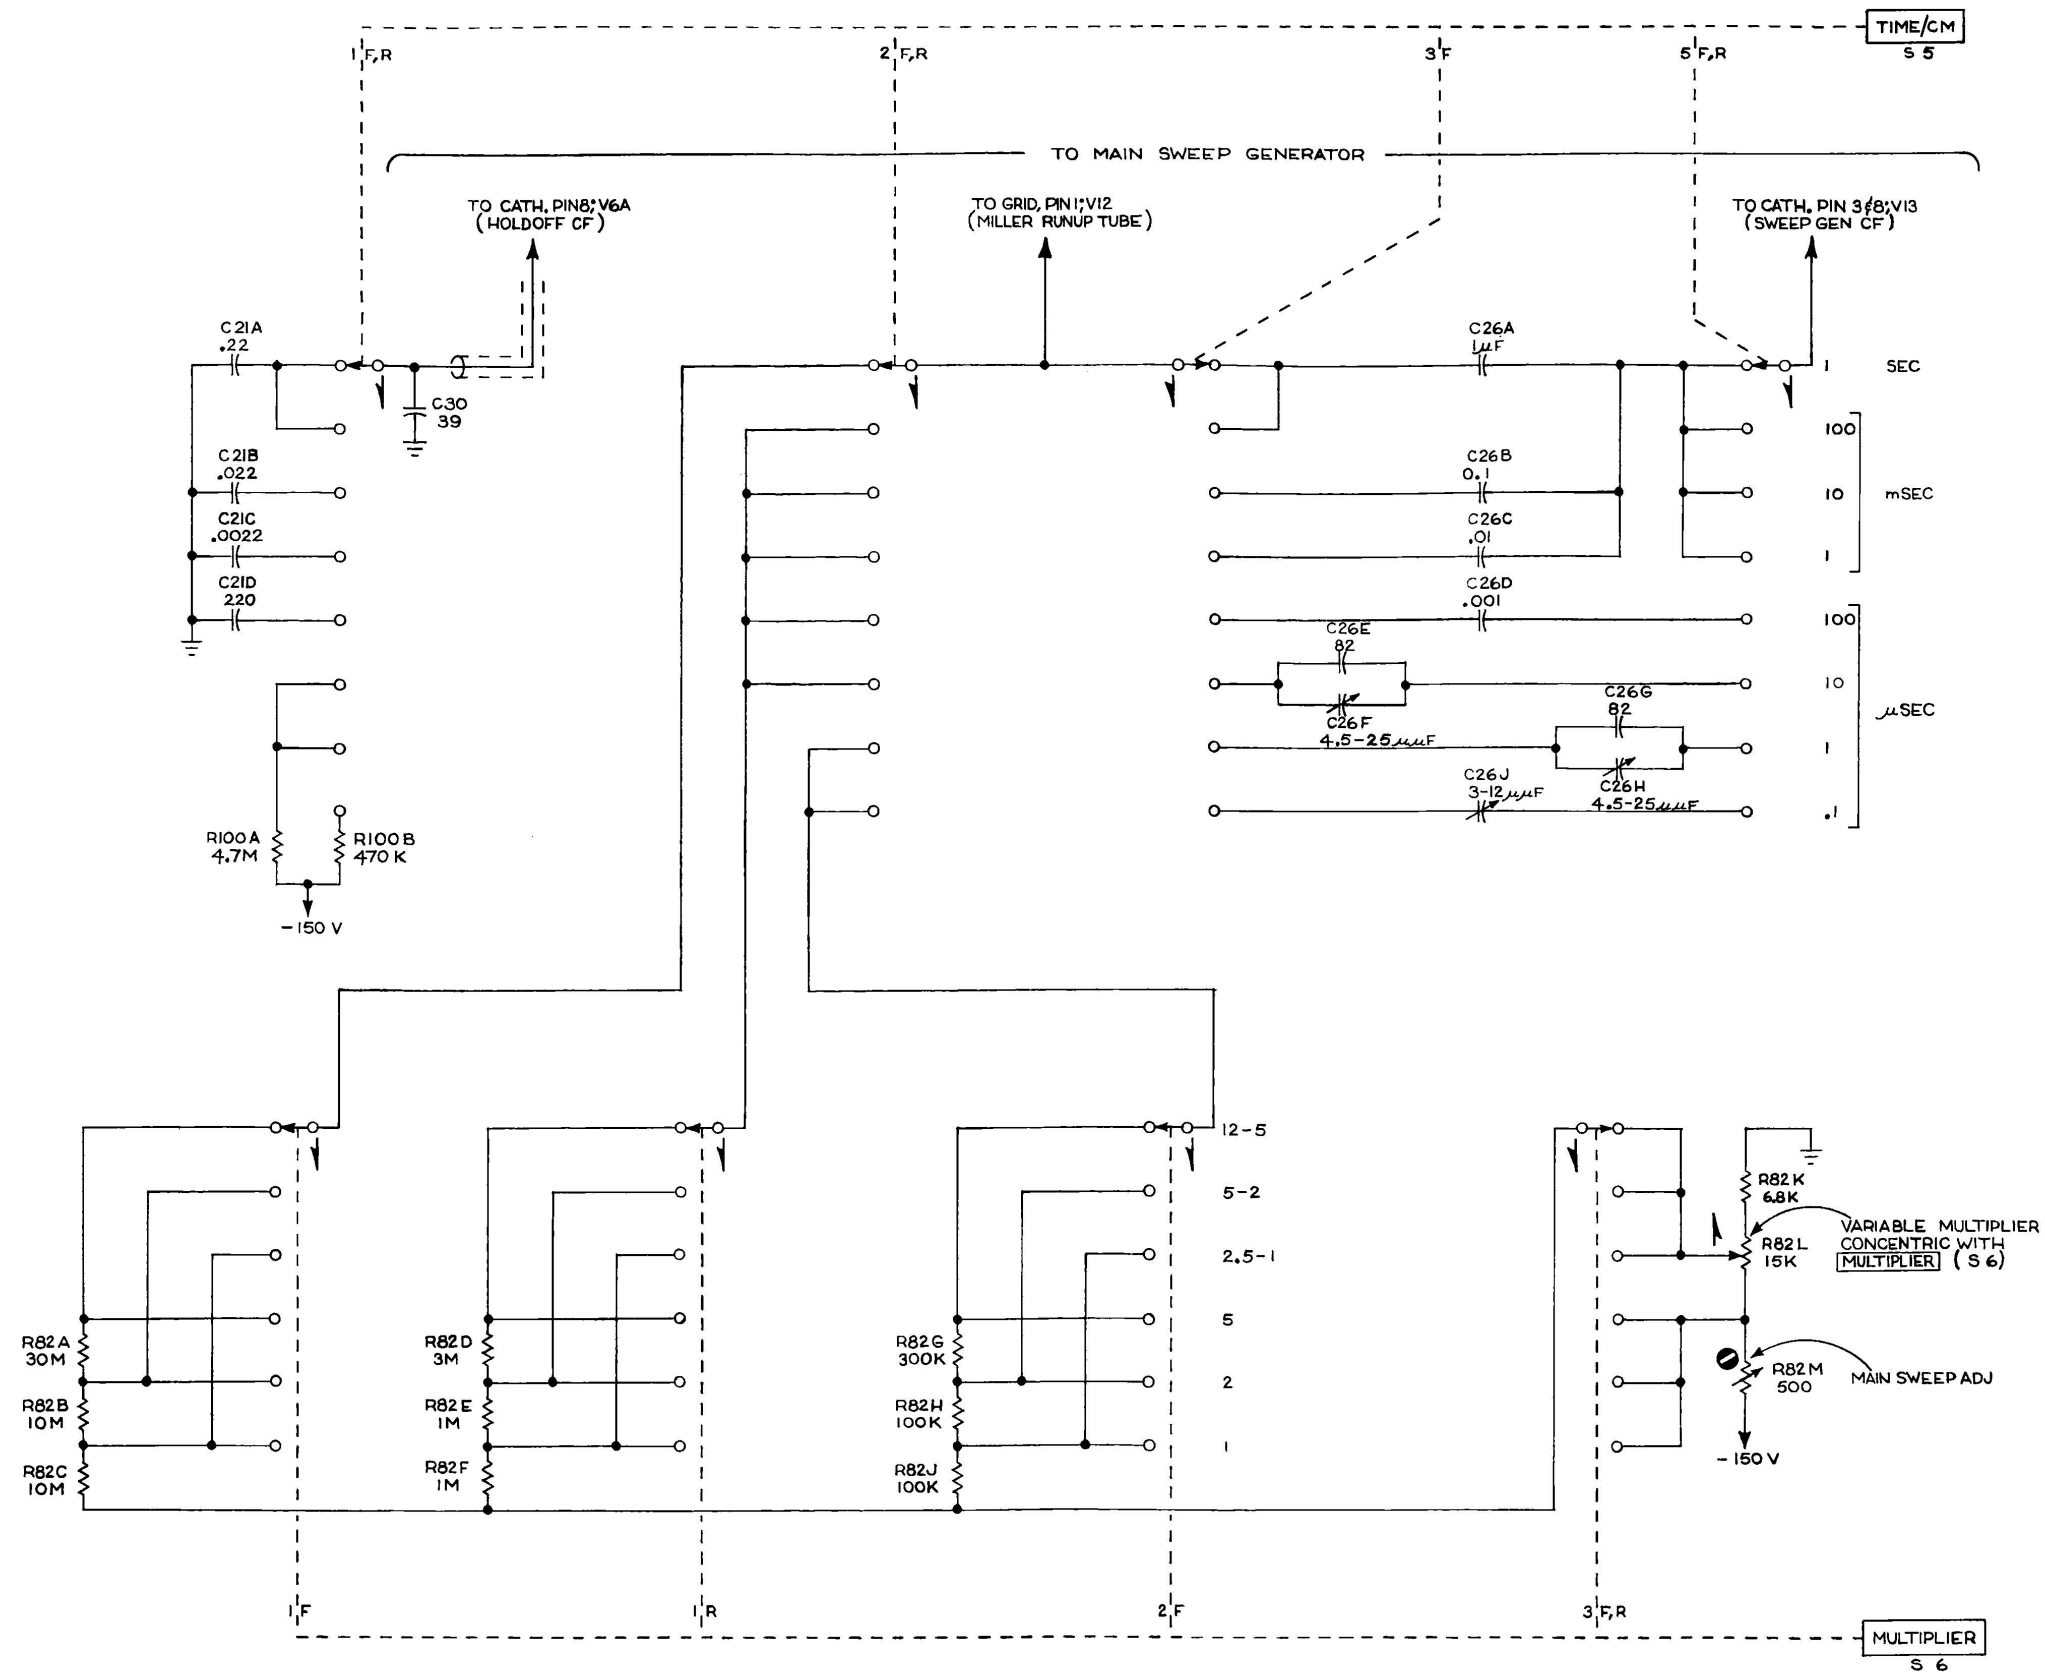 TIME/CM
S 5
1 F,R
2 F,R
3 F
5 F,R
TO MAIN SWEEP GENERATOR
TO CATH. PIN8; V6A
(HOLDOFF CF)
TO GRID, PIN 1; V12
(MILLER RUNUP TUBE)
TO CATH. PIN 3&8; V13
(SWEEP GEN CF)
C21A
.22
C30
39
C21B
.022
C21C
.0022
C21D
220
R100A
4.7M
R100B
470 K
-150 V
C26A
1µF
C26B
0.1
C26C
.01
C26D
.001
C26E
82
C26F
4.5-25µµF
C26G
82
C26H
4.5-25µµF
C26J
3-12µµF
1 SEC
100
10 mSEC
1
100
10
µSEC
1
.1
12-5
5-2
2.5-1
5
2
1
R82A
30M
R82B
10M
R82C
10M
R82D
3M
R82E
1M
R82F
1M
R82G
300K
R82H
100K
R82J
100K
R82K
6.8K
R82L
15K
VARIABLE MULTIPLIER
CONCENTRIC WITH
MULTIPLIER (S 6)
R82M
500
MAIN SWEEP ADJ
-150 V
1 F
1 R
2 F
3 F,R
MULTIPLIER
S 6